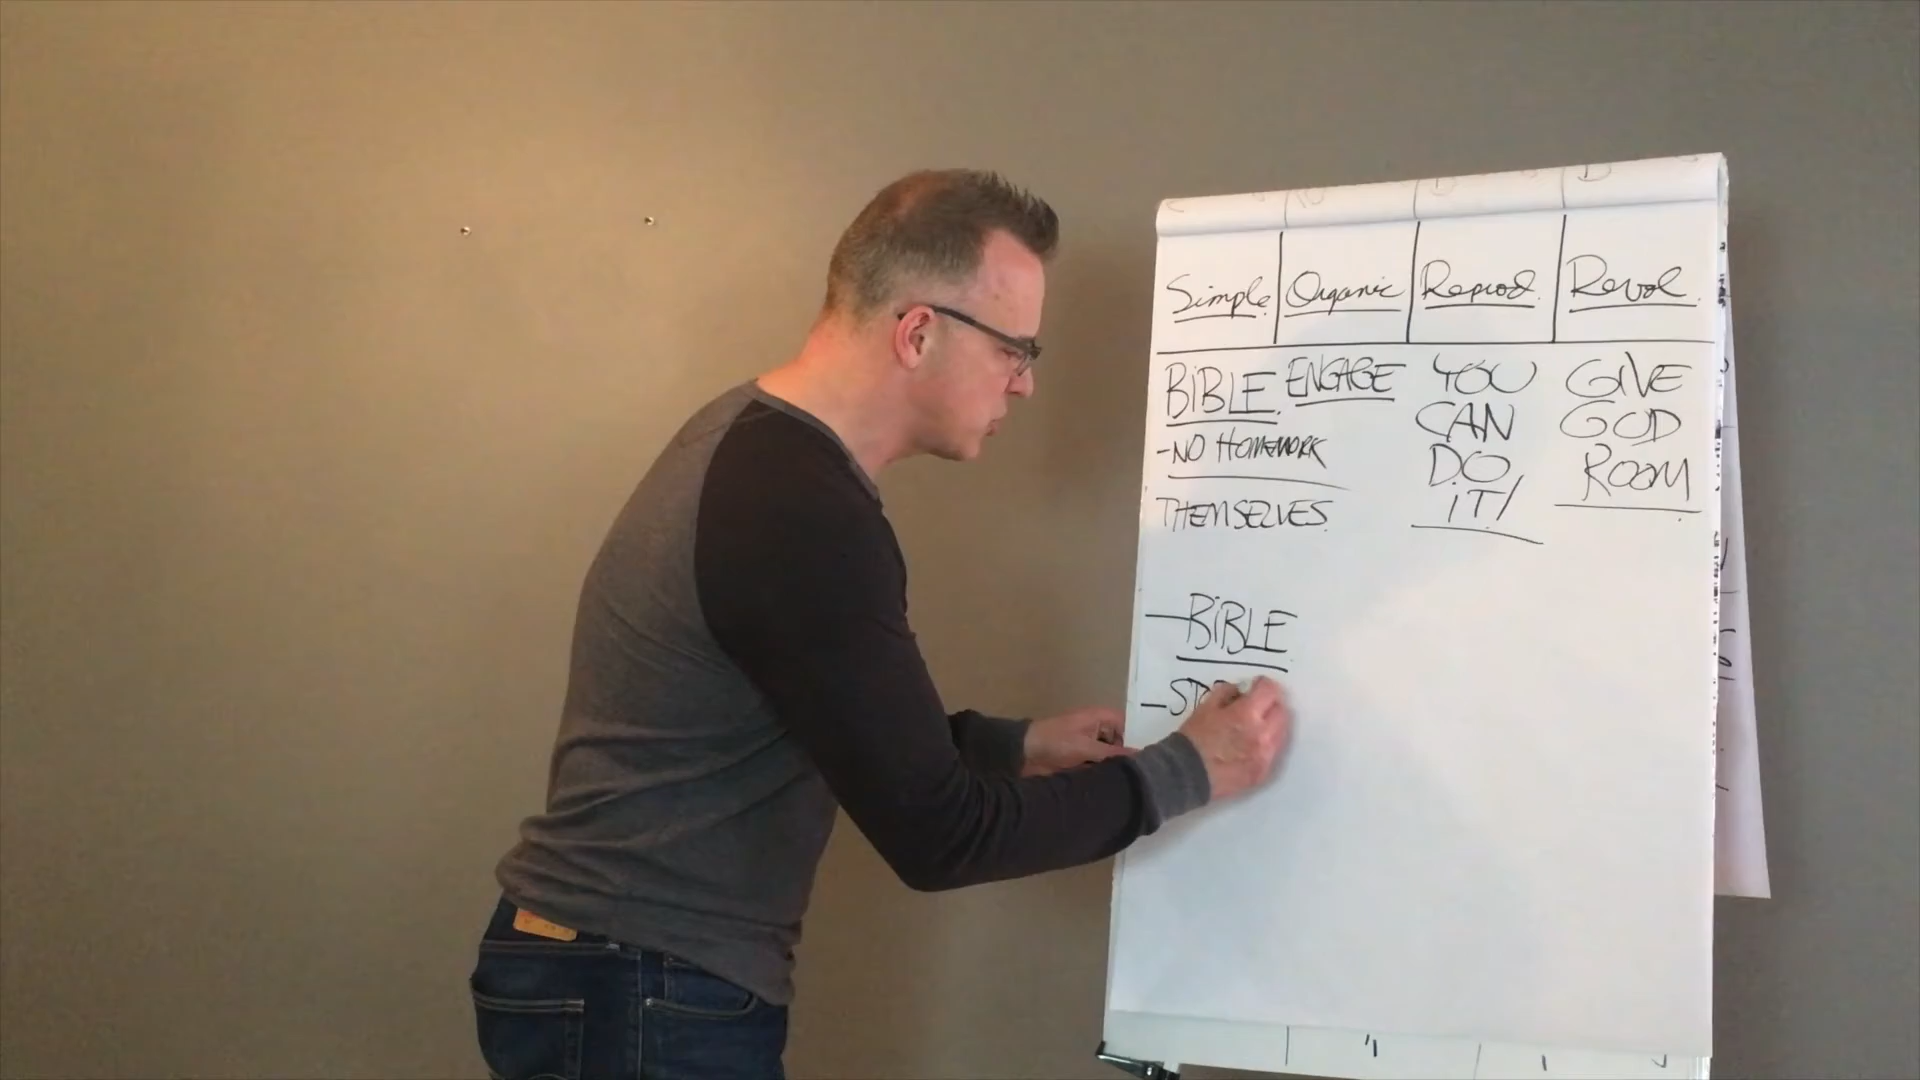 Simple Organic Reprod. Revol.
BiBLE. ENGAGE YOU GIVE
CAN GOD
-NO HOMEWORK DO ROOM
THEMSELVES. iT!
-BiBLE